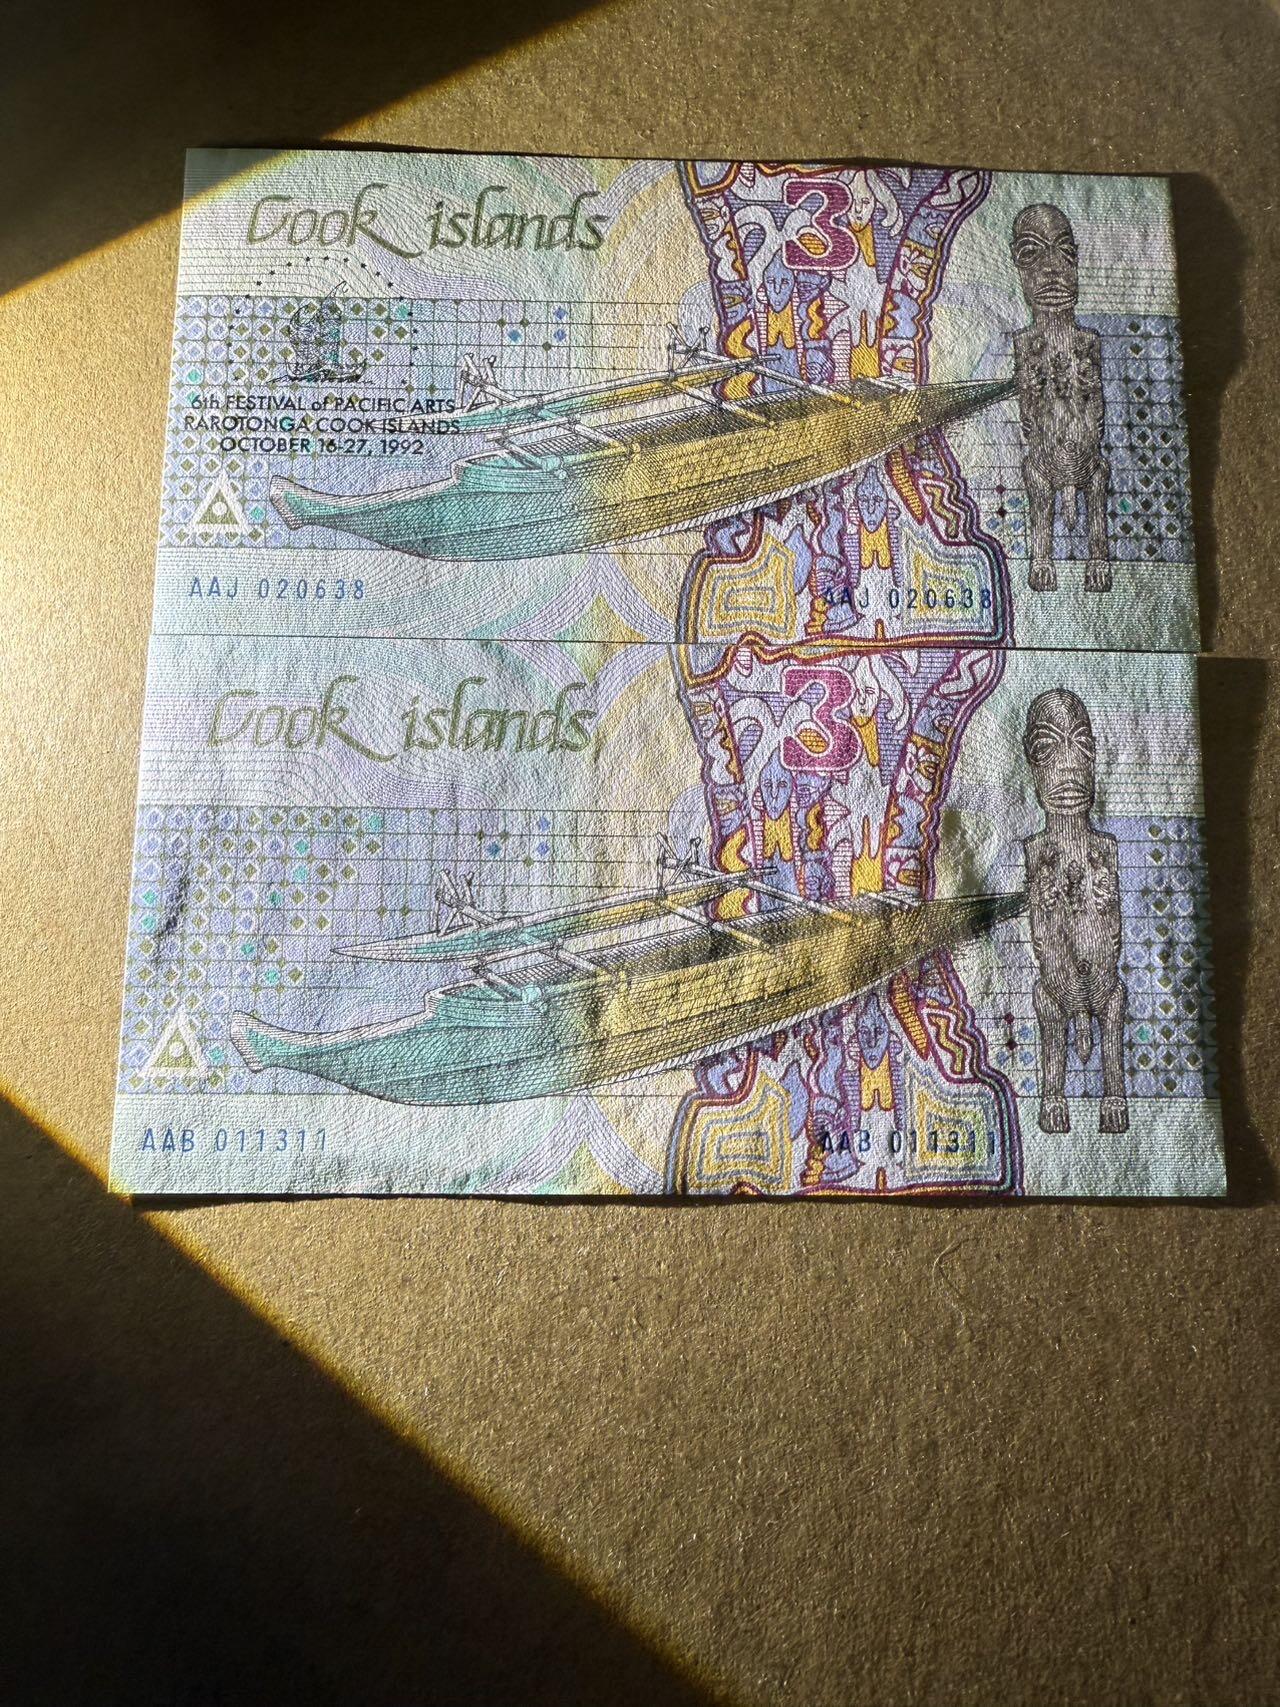 Cook islands
3
6th FESTIVAL of PACIFIC ARTS
RAROTONGA COOK ISLANDS
OCTOBER 16-27, 1992
AAJ 020638
AAJ 020638
Cook islands
3
AAB 011311
AAB 011311